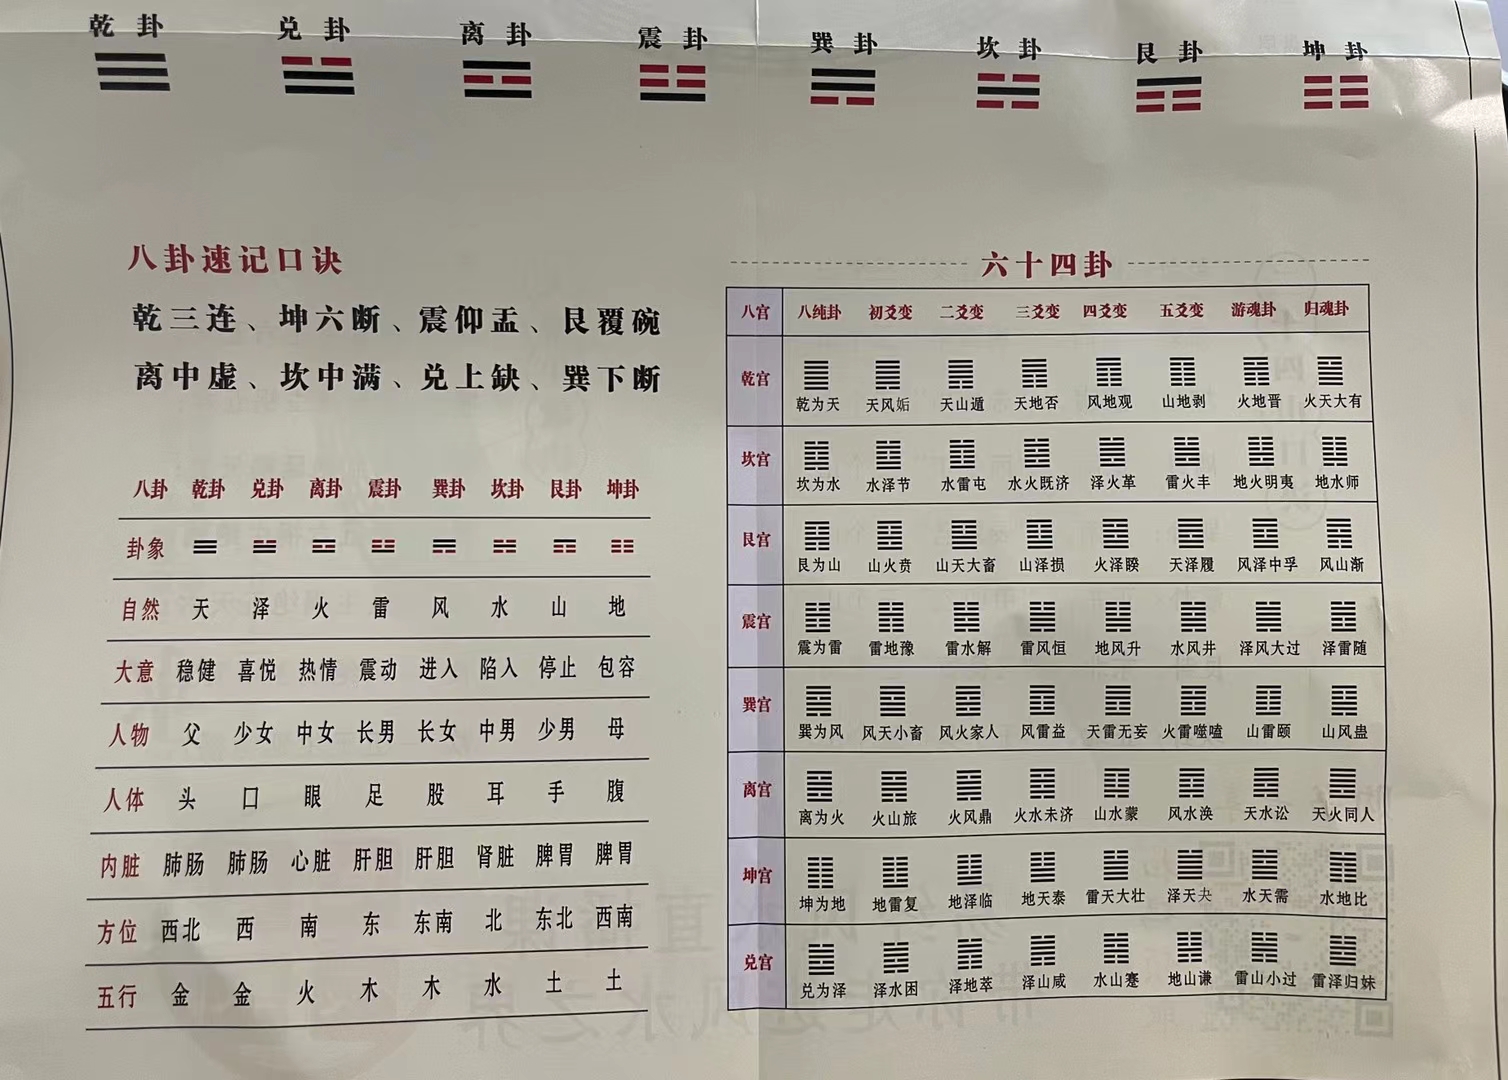 乾卦 兑卦 离卦 震卦 巽卦 坎卦 艮卦 坤卦
八卦速记口诀
乾三连、坤六断、震仰盂、艮覆碗
离中虚、坎中满、兑上缺、巽下断
八卦 乾卦 兑卦 离卦 震卦 巽卦 坎卦 艮卦 坤卦
卦象
自然 天 泽 火 雷 风 水 山 地
大意 稳健 喜悦 热情 震动 进入 陷入 停止 包容
人物 父 少女 中女 长男 长女 中男 少男 母
人体 头 口 眼 足 股 耳 手 腹
内脏 肺肠 肺肠 心脏 肝胆 肝胆 肾脏 脾胃 脾胃
方位 西北 西 南 东 东南 北 东北 西南
五行 金 金 火 木 木 水 土 土
六十四卦
八宫 八纯卦 初爻变 二爻变 三爻变 四爻变 五爻变 游魂卦 归魂卦
乾宫 乾为天 天风姤 天山遁 天地否 风地观 山地剥 火地晋 火天大有
坎宫 坎为水 水泽节 水雷屯 水火既济 泽火革 雷火丰 地火明夷 地水师
艮宫 艮为山 山火贲 山天大畜 山泽损 火泽睽 天泽履 风泽中孚 风山渐
震宫 震为雷 雷地豫 雷水解 雷风恒 地风升 水风井 泽风大过 泽雷随
巽宫 巽为风 风天小畜 风火家人 风雷益 天雷无妄 火雷噬嗑 山雷颐 山风蛊
离宫 离为火 火山旅 火风鼎 火水未济 山水蒙 风水涣 天水讼 天火同人
坤宫 坤为地 地雷复 地泽临 地天泰 雷天大壮 泽天夬 水天需 水地比
兑宫 兑为泽 泽水困 泽地萃 泽山咸 水山蹇 地山谦 雷山小过 雷泽归妹